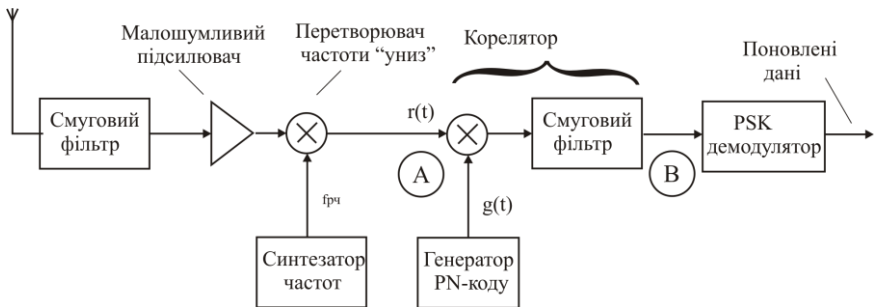 Малошумливий
підсилювач
Перетворювач
частоти “униз”
Корелятор
Поновлені
дані
Смуговий
фільтр
r(t)
A
Смуговий
фільтр
B
PSK
демодулятор
fрч
g(t)
Синтезатор
частот
Генератор
PN-коду